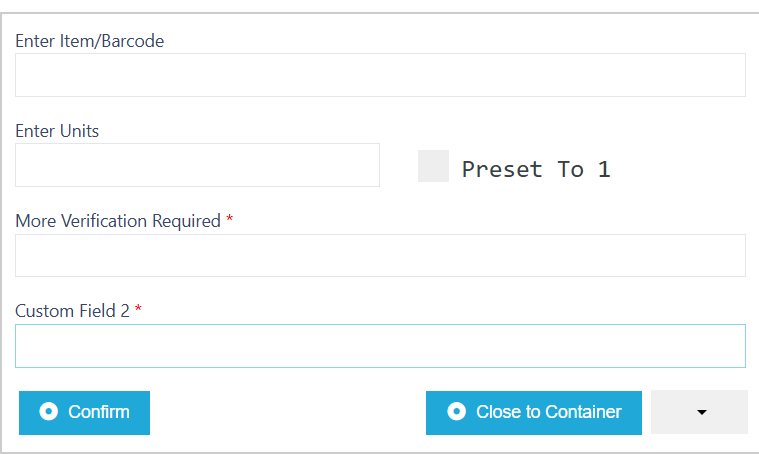 Enter Item/Barcode
Enter Units
Preset To 1
More Verification Required *
Custom Field 2 *
Confirm
Close to Container